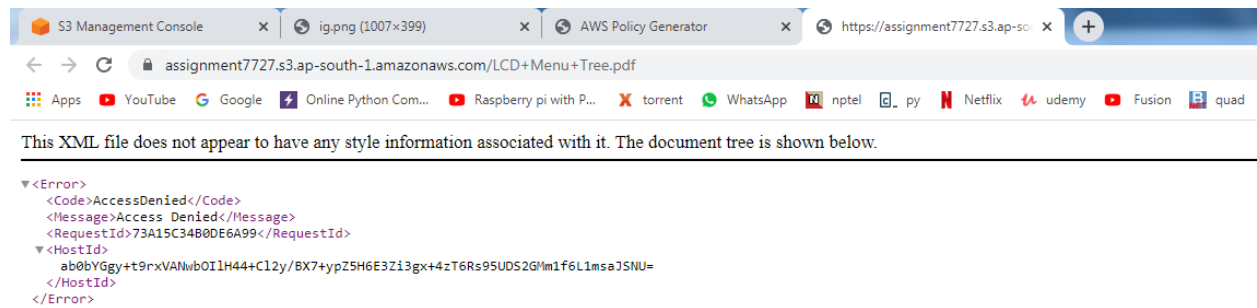 S3 Management Console
ig.png (1007×399)
AWS Policy Generator
https://assignment7727.s3.ap-so
assignment7727.s3.ap-south-1.amazonaws.com/LCD+Menu+Tree.pdf
Apps YouTube Google Online Python Com... Raspberry pi with P... torrent WhatsApp nptel py Netflix udemy Fusion quad
This XML file does not appear to have any style information associated with it. The document tree is shown below.
▼<Error>
<Code>AccessDenied</Code>
<Message>Access Denied</Message>
<RequestId>73A15C34B0DE6A99</RequestId>
▼<HostId>
ab0bYGgy+t9rxVANwbOIlH44+Cl2y/BX7+ypZ5H6E3Zi3gx+4zT6Rs95UDS2GMm1f6L1msaJSNU=
</HostId>
</Error>